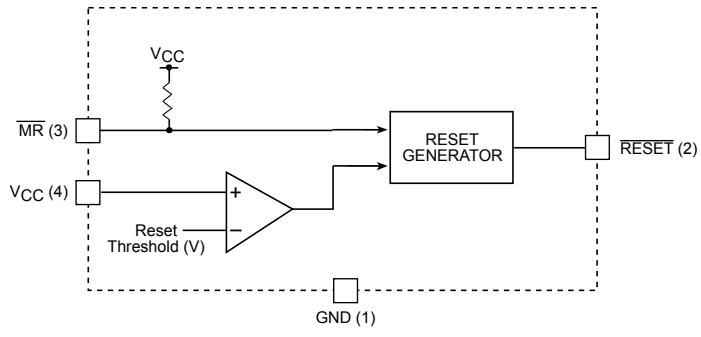 VCC
MR (3)
RESET
GENERATOR
RESET (2)
VCC (4)
+
Reset
Threshold (V)
−
GND (1)